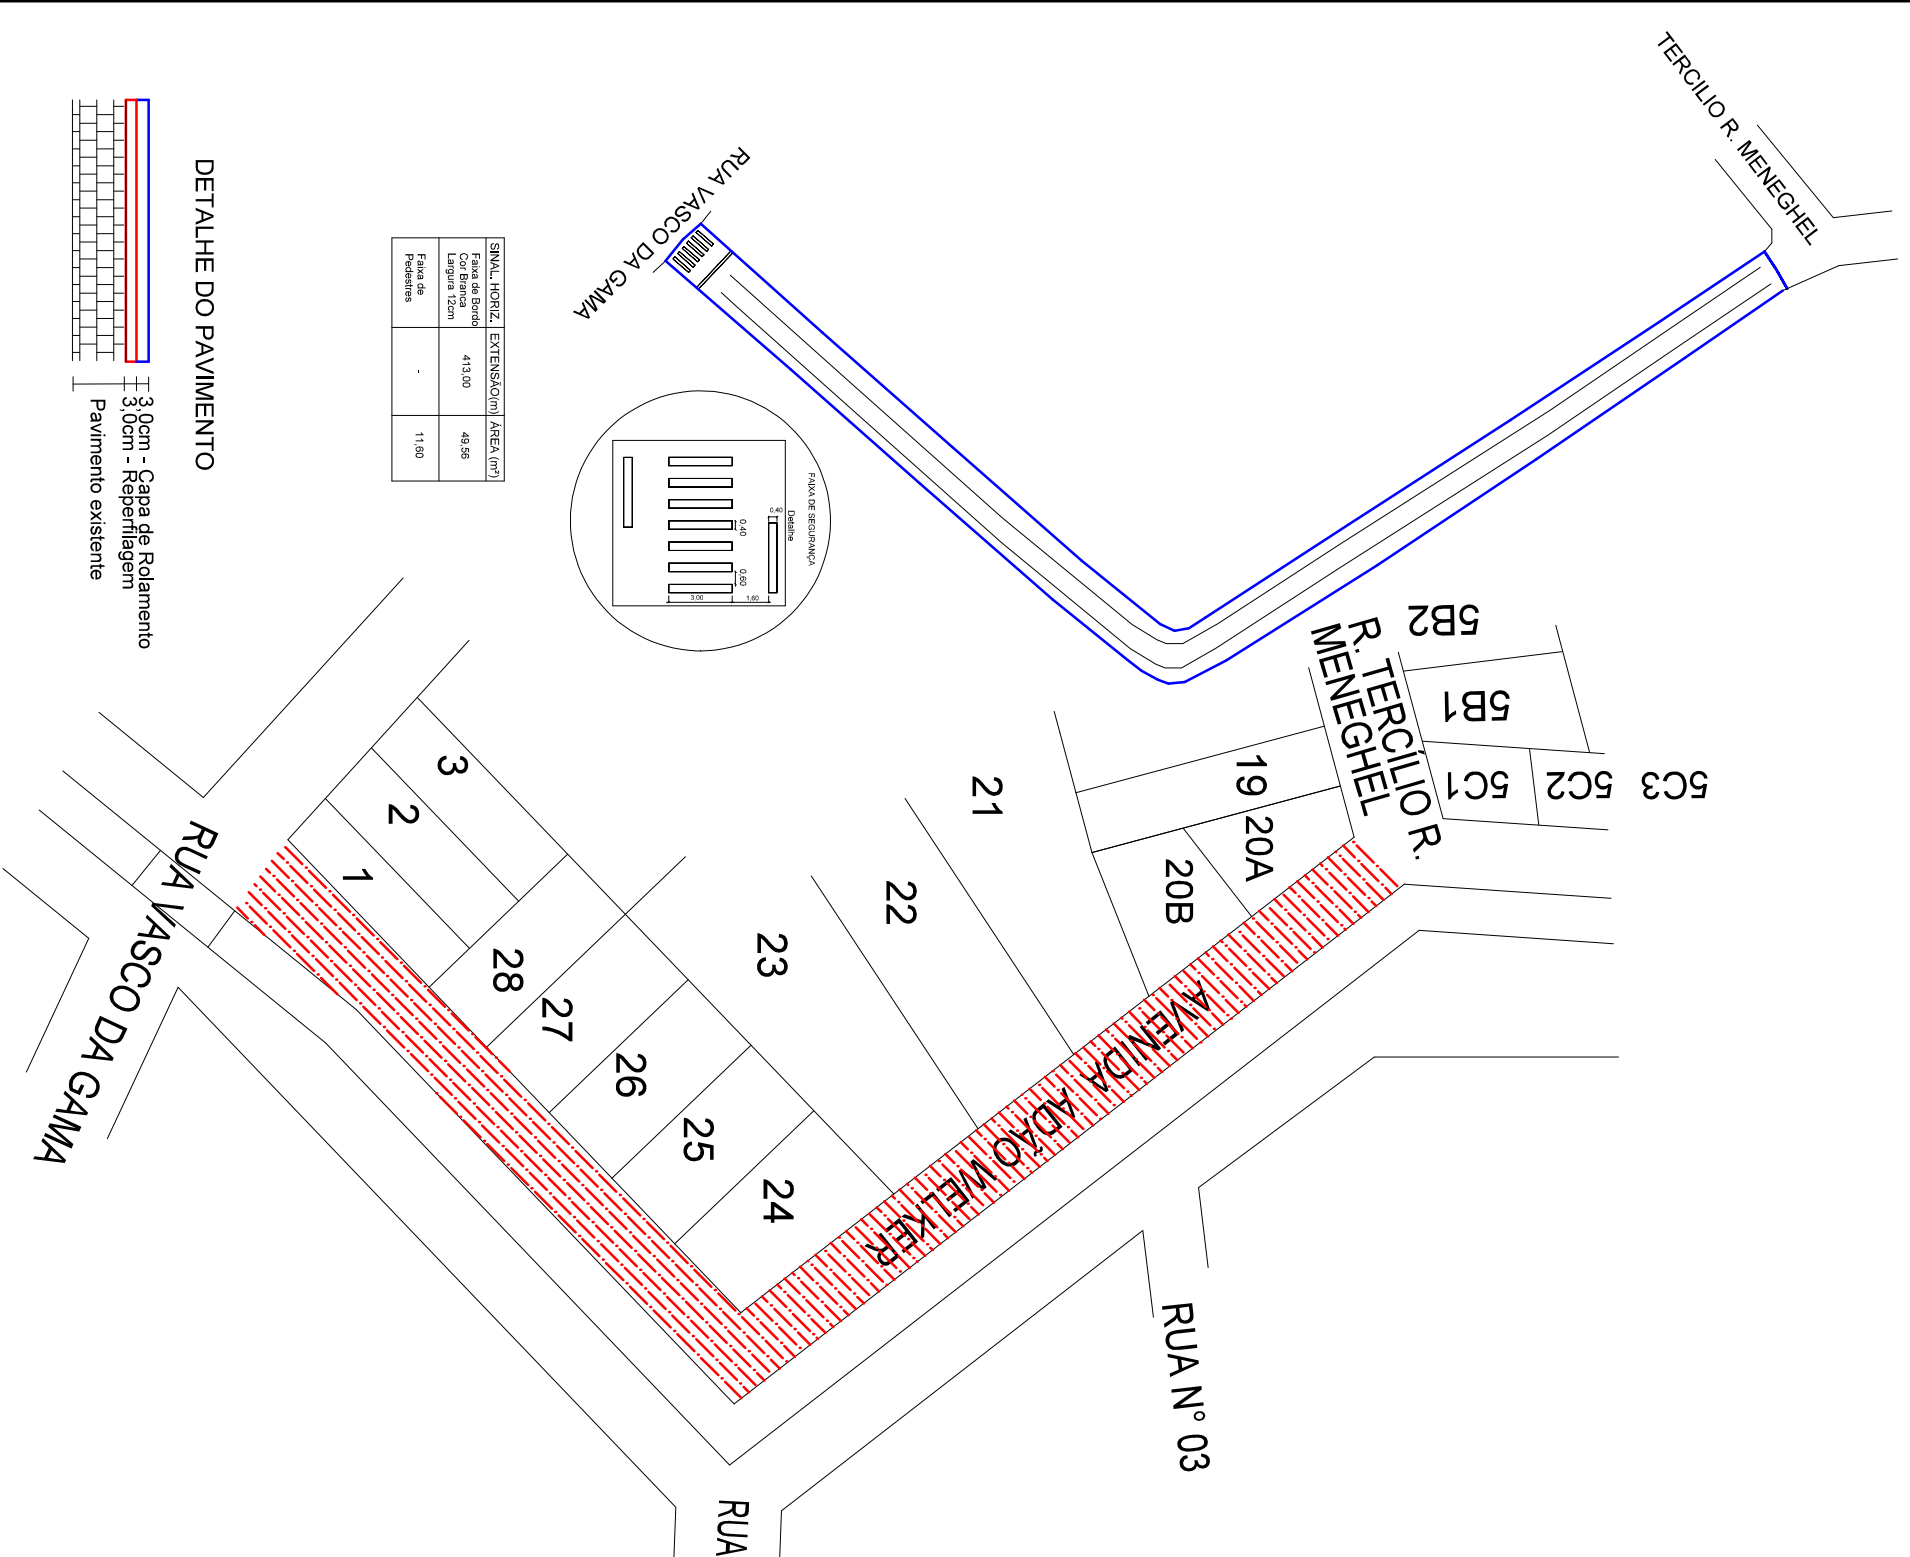 TERCILIO R. MENEGHEL
RUA VASCO DA GAMA
DETALHE DO PAVIMENTO
3,0cm - Capa de Rolamento
3,0cm - Reperfilagem
Pavimento existente
SINAL. HORIZ. EXTENSÃO(m) ÁREA (m²)
Faixa de Bordo
Cor Branca
Largura 12cm
413,00 49,56
Faixa de
Pedestres
- 11,60
FAIXA DE SEGURANÇA
Detalhe
0,40
0,40
0,60
3,00
1,60
5B2
5B1
5C1
5C2
5C3
R. TERCÍLIO R.
MENEGHEL
19
20A
20B
21
22
23
24
25
26
27
28
1
2
3
AVENIDA ADÃO WELKER
RUA VASCO DA GAMA
RUA N° 03
RUA